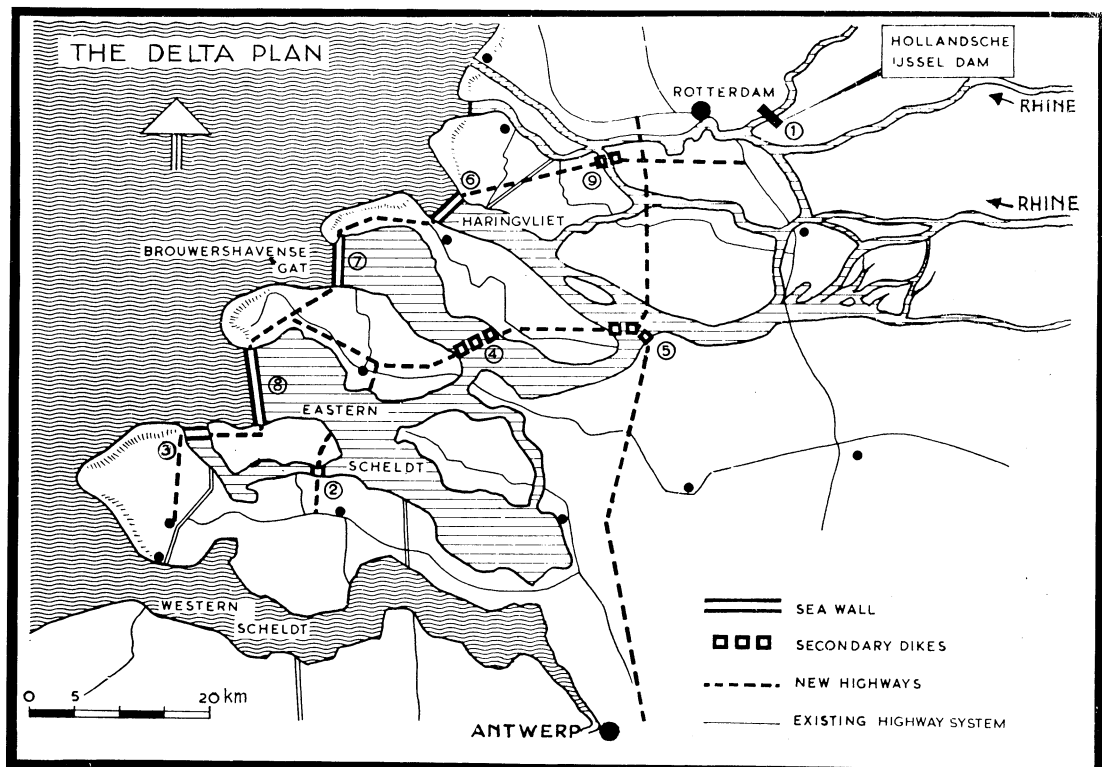 THE DELTA PLAN
HOLLANDSCHE
IJSSEL DAM
ROTTERDAM
RHINE
①
⑥
⑨
HARINGVLIET
RHINE
BROUWERSHAVENSE
GAT
⑦
④
⑤
⑧
EASTERN
SCHELDT
③
②
WESTERN
SCHELDT
SEA WALL
SECONDARY DIKES
NEW HIGHWAYS
EXISTING HIGHWAY SYSTEM
0 5 20 km
ANTWERP